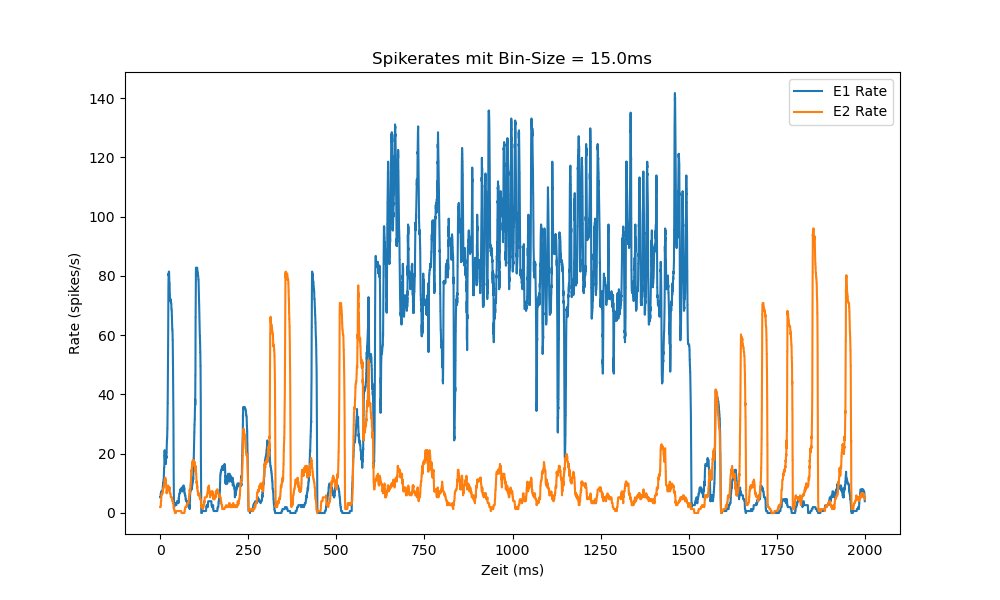 Spikerates mit Bin-Size = 15.0ms
E1 Rate
E2 Rate
140
120
100
80
60
40
20
0
Rate (spikes/s)
0 250 500 750 1000 1250 1500 1750 2000
Zeit (ms)